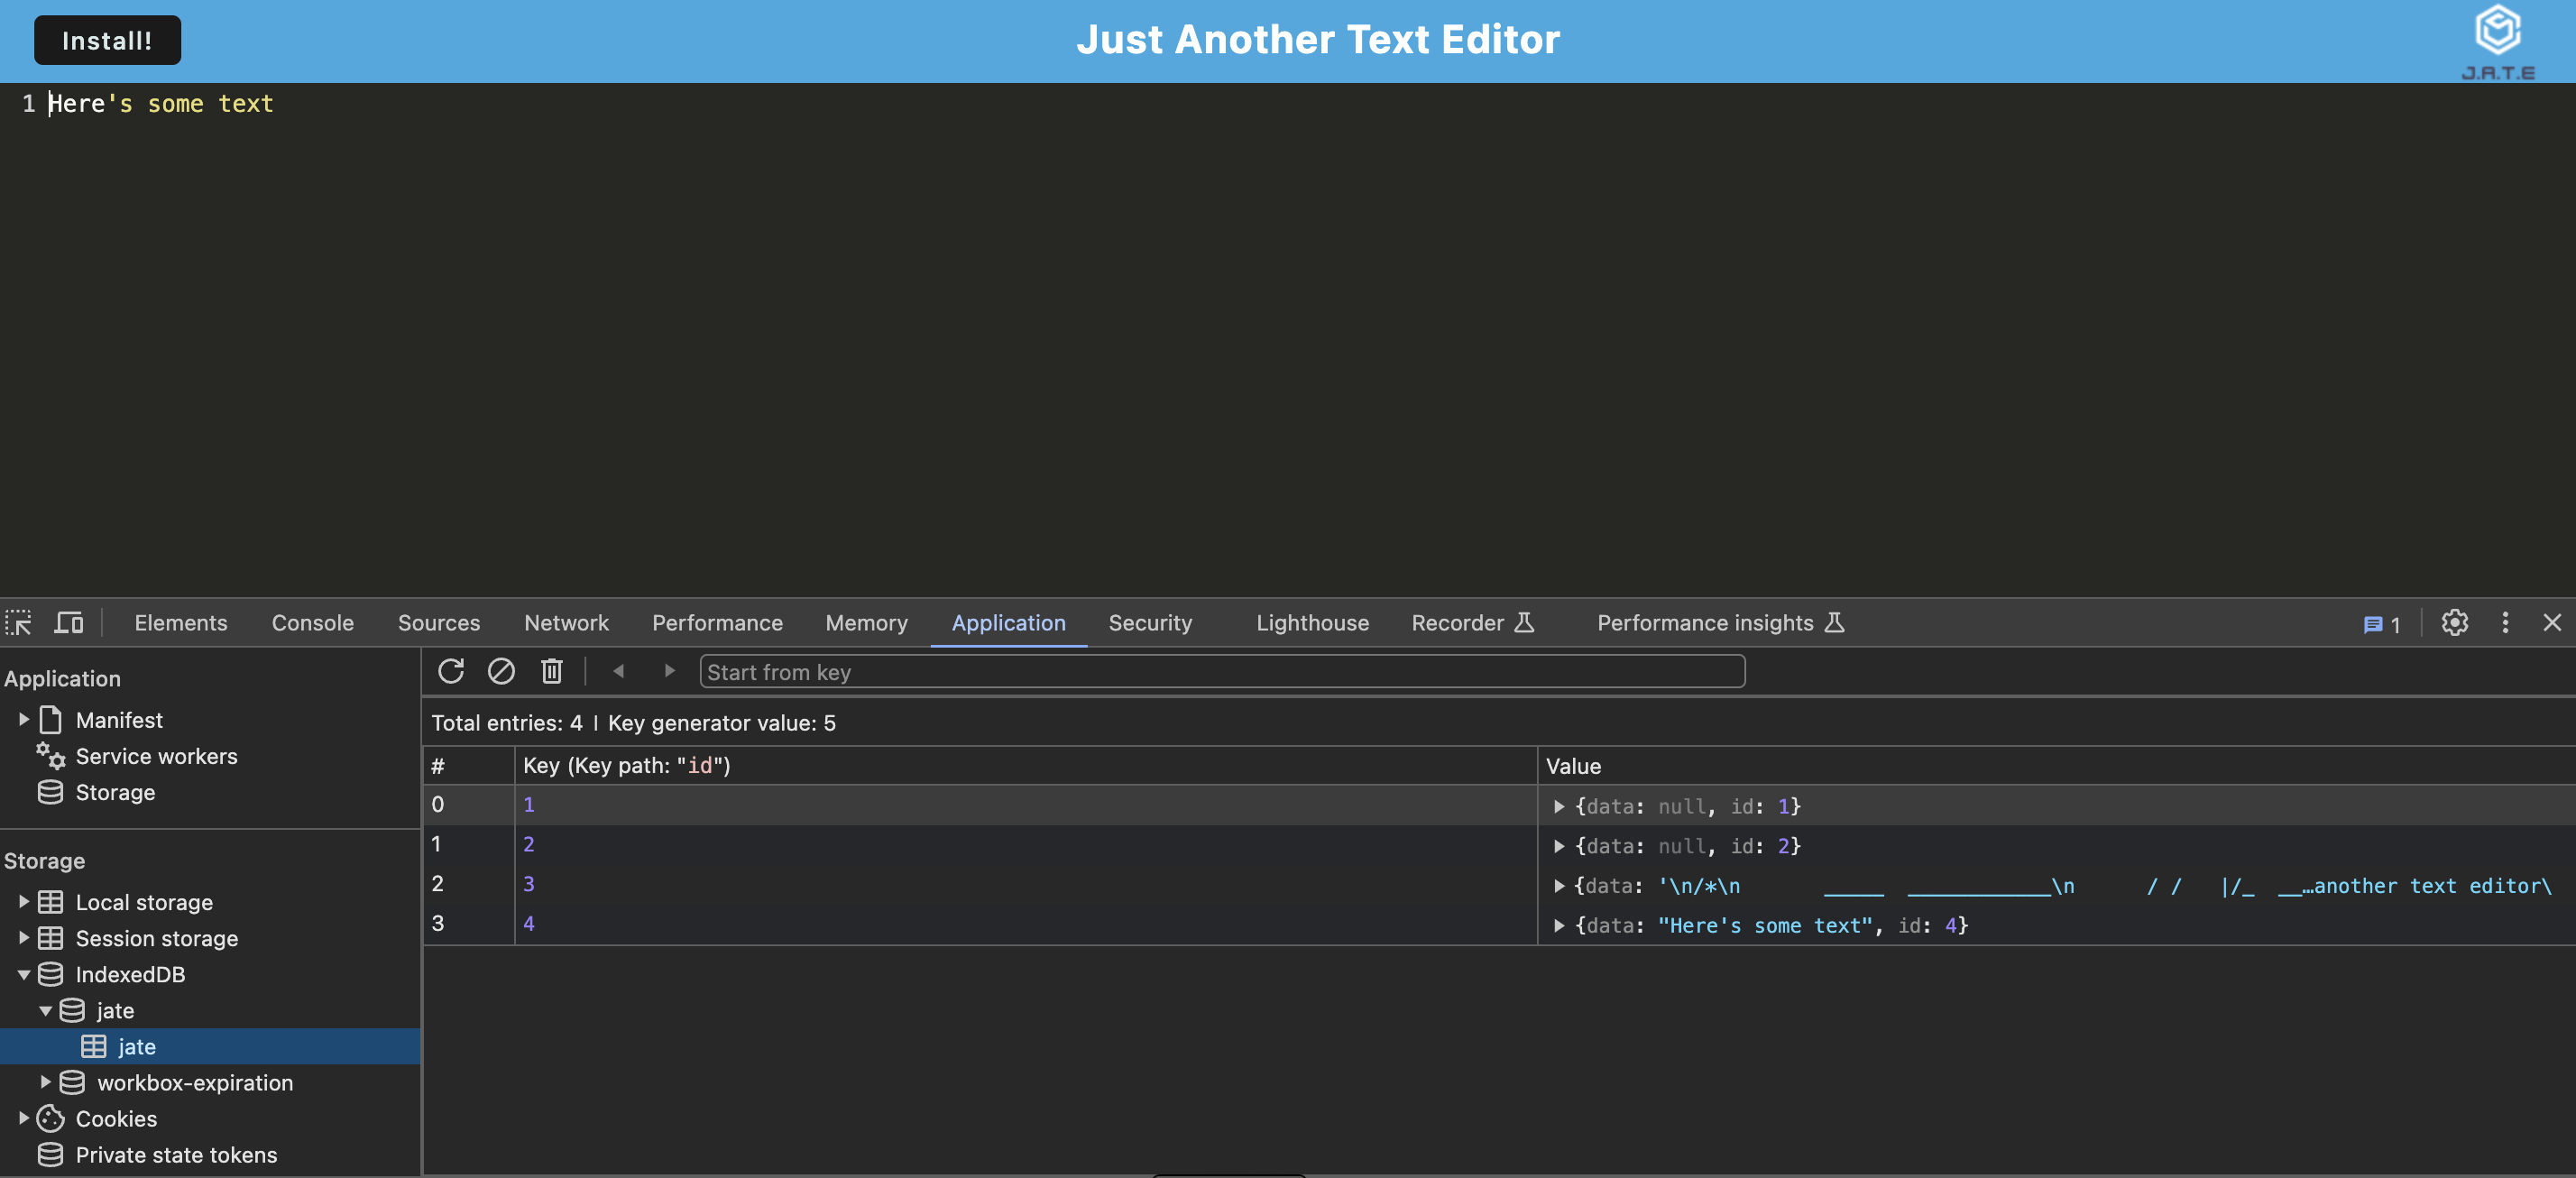 Install!
Just Another Text Editor
J.A.T.E
1 Here's some text
Elements Console Sources Network Performance Memory Application Security Lighthouse Recorder Performance insights 1
Application
Manifest
Service workers
Storage
Storage
Local storage
Session storage
IndexedDB
jate
jate
workbox-expiration
Cookies
Private state tokens
Start from key
Total entries: 4 | Key generator value: 5
# Key (Key path: "id") Value
0 1 {data: null, id: 1}
1 2 {data: null, id: 2}
2 3 {data: '\n/*\n _____ ____________\n / / |/_ __…another text editor\
3 4 {data: "Here's some text", id: 4}